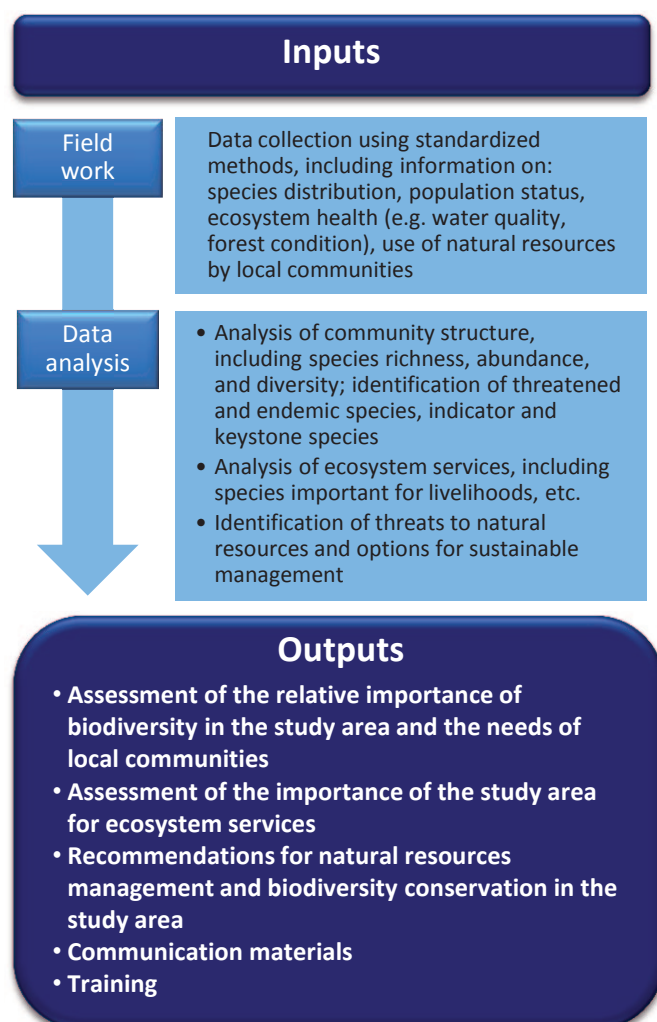 Inputs
Field
work
Data collection using standardized
methods, including information on:
species distribution, population status,
ecosystem health (e.g. water quality,
forest condition), use of natural resources
by local communities
Data
analysis
• Analysis of community structure,
including species richness, abundance,
and diversity; identification of threatened
and endemic species, indicator and
keystone species
• Analysis of ecosystem services, including
species important for livelihoods, etc.
• Identification of threats to natural
resources and options for sustainable
management
Outputs
• Assessment of the relative importance of
biodiversity in the study area and the needs of
local communities
• Assessment of the importance of the study area
for ecosystem services
• Recommendations for natural resources
management and biodiversity conservation in the
study area
• Communication materials
• Training